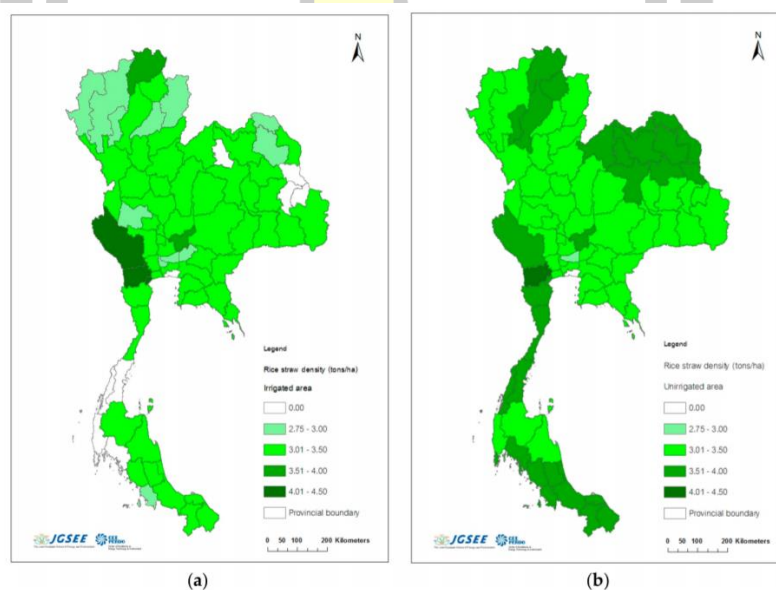 N
Legend
Rice straw density (tons/ha)
Irrigated area
0.00
2.75 - 3.00
3.01 - 3.50
3.51 - 4.00
4.01 - 4.50
Provincial boundary
JGSEE
0 50 100 200 Kilometers
(a)
N
Legend
Rice straw density (tons/ha)
Unirrigated area
0.00
2.75 - 3.00
3.01 - 3.50
3.51 - 4.00
4.01 - 4.50
Provincial boundary
JGSEE
0 50 100 200 Kilometers
(b)